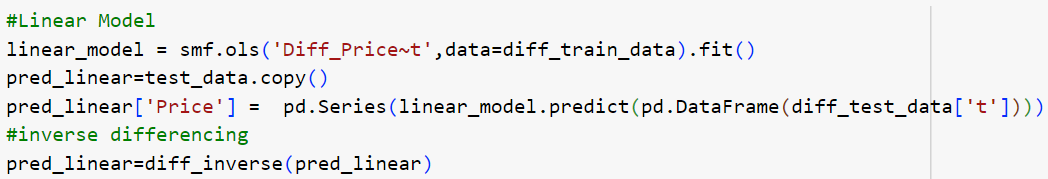 #Linear Model
linear_model = smf.ols('Diff_Price~t',data=diff_train_data).fit()
pred_linear=test_data.copy()
pred_linear['Price'] =  pd.Series(linear_model.predict(pd.DataFrame(diff_test_data['t'])))
#inverse differencing
pred_linear=diff_inverse(pred_linear)